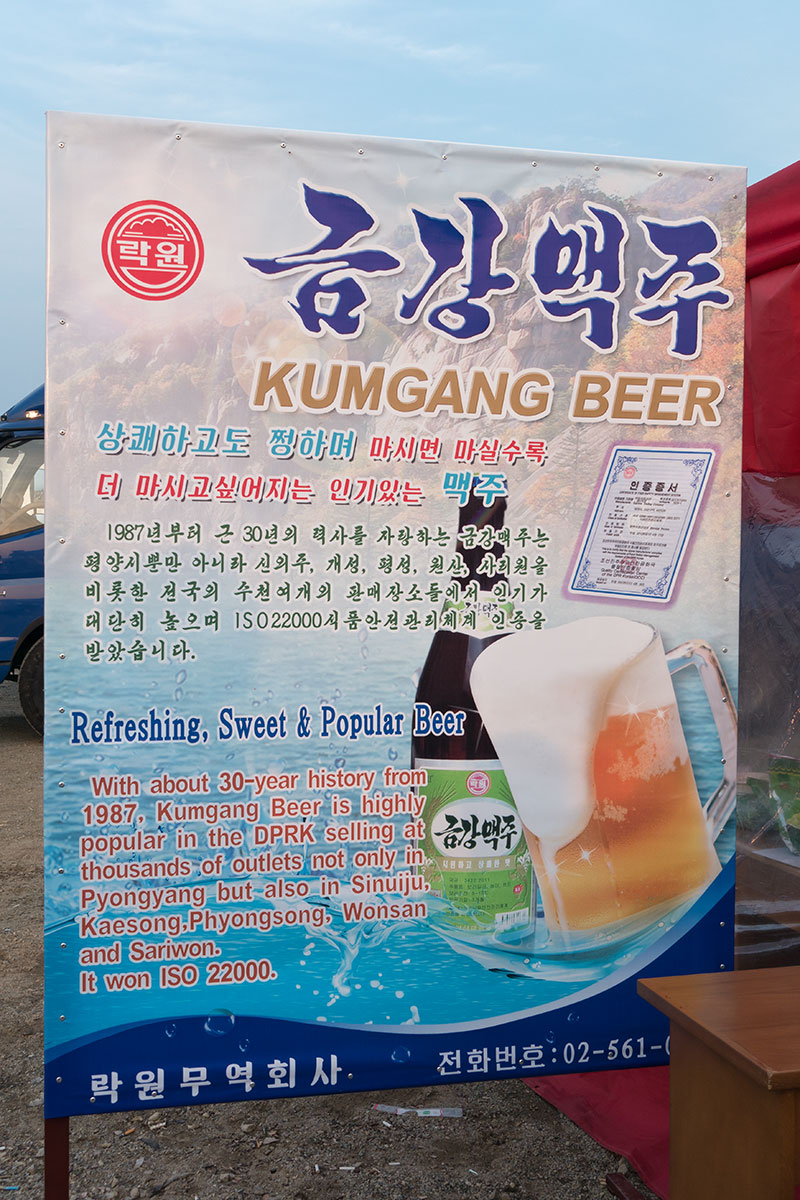 락원
금강맥주
KUMGANG BEER
상쾌하고도 쩡하며 마시면 마실수록
더 마시고싶어지는 인기있는 맥주
인증증서
1987년부터 근 30년의 력사를 자랑하는 금강맥주는
평양시뿐만 아니라 신의주, 개성, 평성, 원산, 사리원을
비롯한 전국의 수천여개의 판매장소들에서 인기가
대단히 높으며 ISO22000식품안전관리체계 인증을
받았습니다.
Refreshing, Sweet & Popular Beer
With about 30-year history from
1987, Kumgang Beer is highly
popular in the DPRK selling at
thousands of outlets not only in
Pyongyang but also in Sinuiju,
Kaesong,Phyongsong, Wonsan
and Sariwon.
It won ISO 22000.
락원
금강맥주
시원하고 상쾌한 맛
락원무역회사
전화번호:02-561-